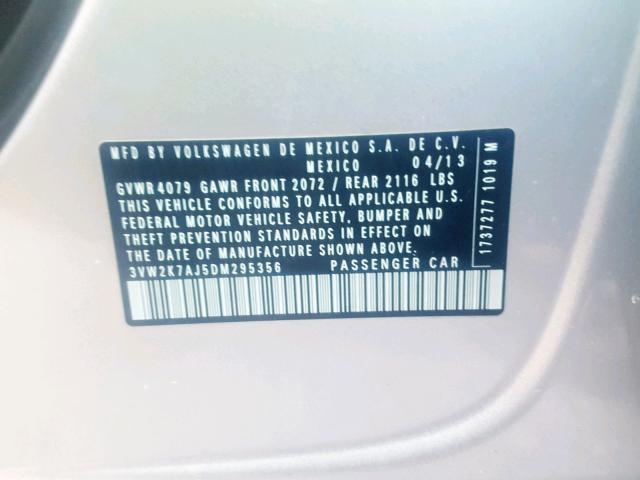 MFD BY VOLKSWAGEN DE MEXICO S.A. DE C.V.
MEXICO 04/13
GVWR 4079 GAWR FRONT 2072 / REAR 2116 LBS
THIS VEHICLE CONFORMS TO ALL APPLICABLE U.S.
FEDERAL MOTOR VEHICLE SAFETY, BUMPER AND
THEFT PREVENTION STANDARDS IN EFFECT ON
THE DATE OF MANUFACTURE SHOWN ABOVE.
3VW2K7AJ5DM295356 PASSENGER CAR
1737277 1019 M